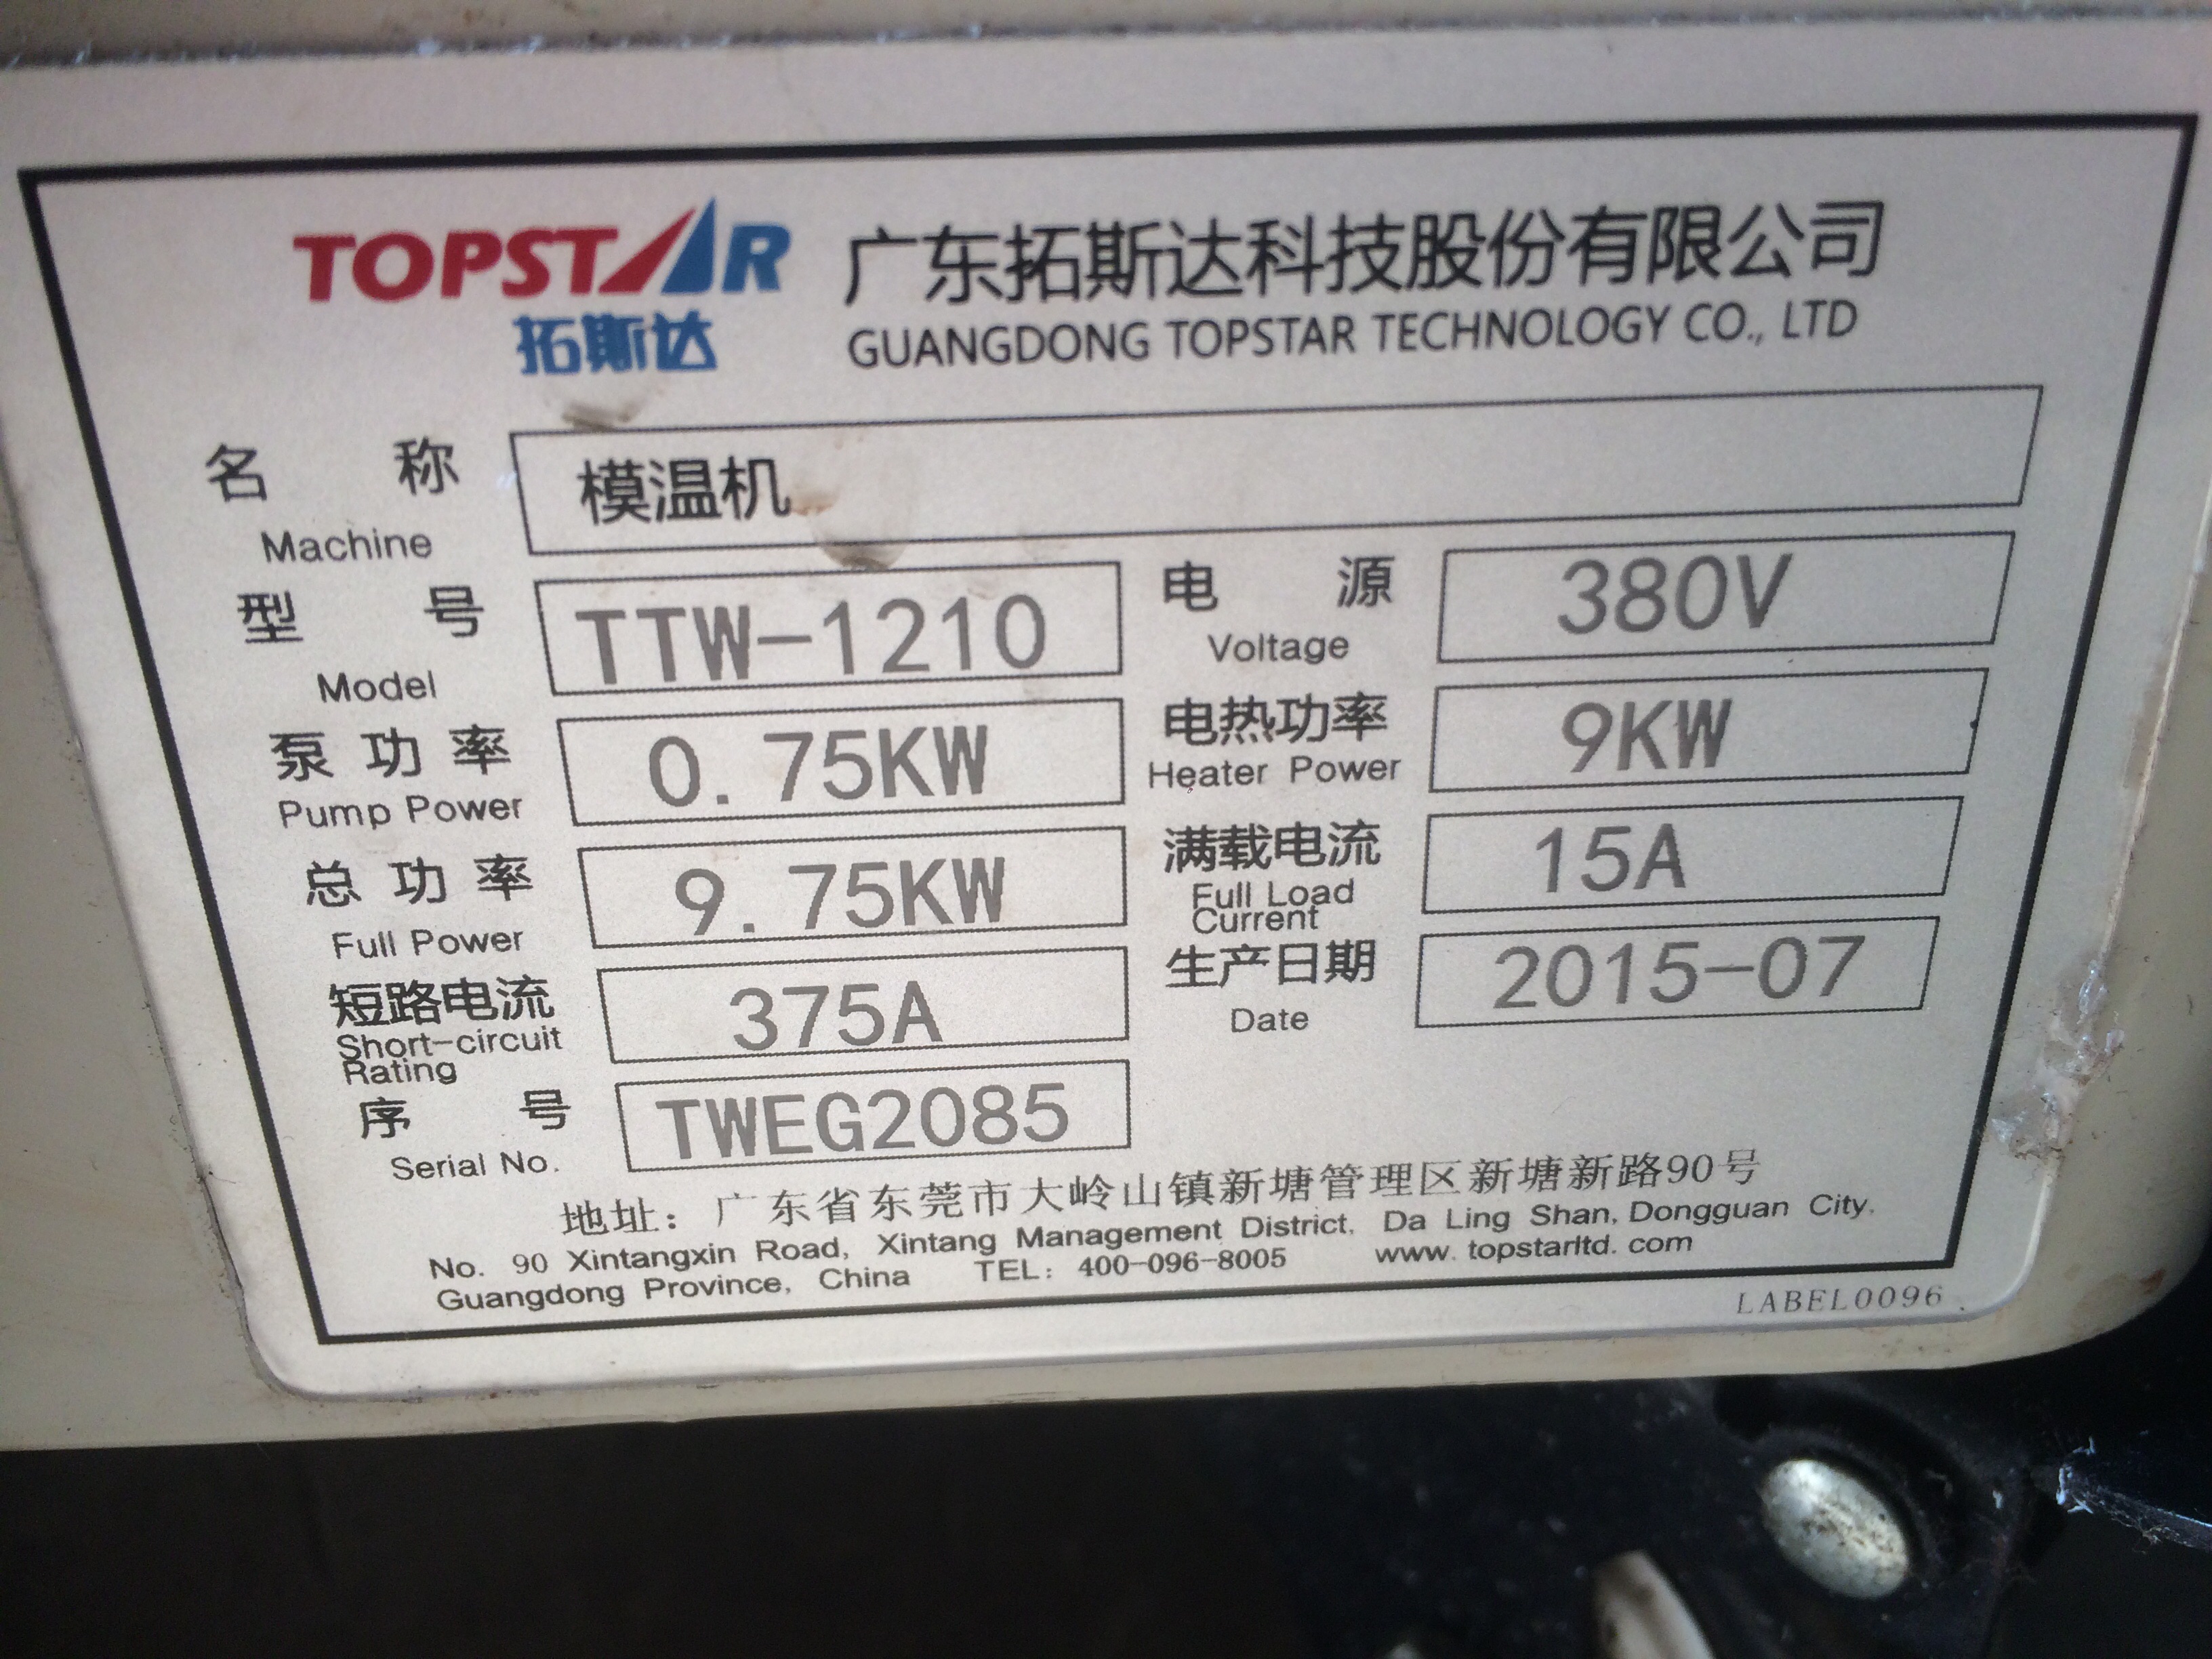 TOPSTAR 广东拓斯达科技股份有限公司
拓斯达 GUANGDONG TOPSTAR TECHNOLOGY CO., LTD
名 称 模温机
Machine
型 号 TTW-1210 电 源 380V
Model Voltage
泵 功 率 0.75KW 电热功率 9KW
Pump Power Heater Power
总 功 率 9.75KW 满载电流 15A
Full Power Full Load
Current
短路电流 375A 生产日期 2015-07
Short-circuit Date
Rating
序 号 TWEG2085
Serial No.
地址：广东省东莞市大岭山镇新塘管理区新塘新路90号
No. 90 Xintangxin Road, Xintang Management District, Da Ling Shan, Dongguan City,
Guangdong Province, China TEL: 400-096-8005 www.topstarltd.com
LABEL0096